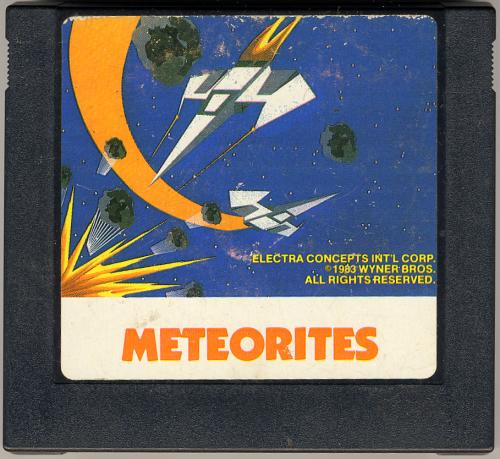 ELECTRA CONCEPTS INT'L CORP.
©1983 WYNER BROS.
ALL RIGHTS RESERVED.
METEORITES